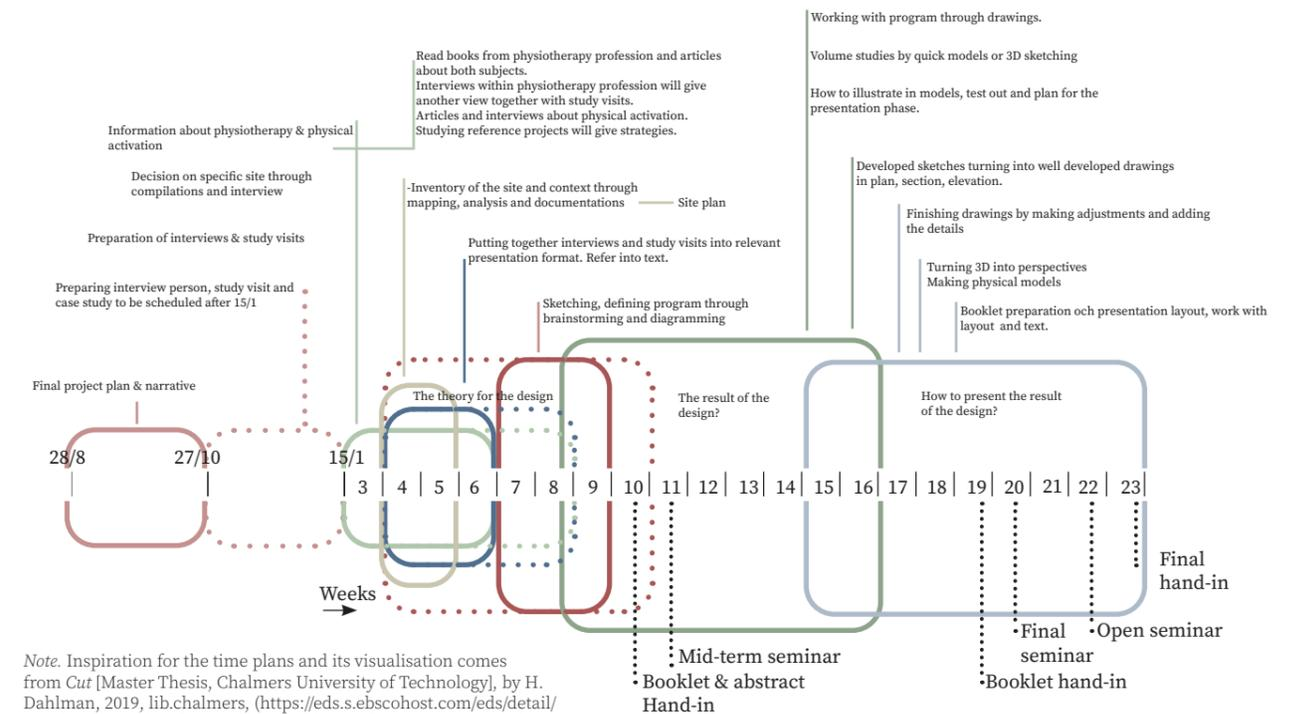 Working with program through drawings.
Volume studies by quick models or 3D sketching
How to illustrate in models, test out and plan for the
presentation phase.
Read books from physiotherapy profession and articles
about both subjects.
Interviews within physiotherapy profession will give
another view together with study visits.
Articles and interviews about physical activation.
Studying reference projects will give strategies.
Information about physiotherapy & physical
activation
Decision on specific site through
compilations and interview
Preparation of interviews & study visits
Preparing interview person, study visit and
case study to be scheduled after 15/1
Final project plan & narrative
-Inventory of the site and context through
mapping, analysis and documentations
Site plan
Putting together interviews and study visits into relevant
presentation format. Refer into text.
Sketching, defining program through
brainstorming and diagramming
Developed sketches turning into well developed drawings
in plan, section, elevation.
Finishing drawings by making adjustments and adding
the details
Turning 3D into perspectives
Making physical models
Booklet preparation och presentation layout, work with
layout and text.
The theory for the design
The result of the
design?
How to present the result
of the design?
28/8 27/10 15/1
3 4 5 6 7 8 9 10 11 12 13 14 15 16 17 18 19 20 21 22 23
Weeks
Final
hand-in
Final
seminar
Open seminar
Mid-term seminar
Booklet & abstract
Hand-in
Booklet hand-in
Note. Inspiration for the time plans and its visualisation comes
from Cut [Master Thesis, Chalmers University of Technology], by H.
Dahlman, 2019, lib.chalmers, (https://eds.s.ebscohost.com/eds/detail/